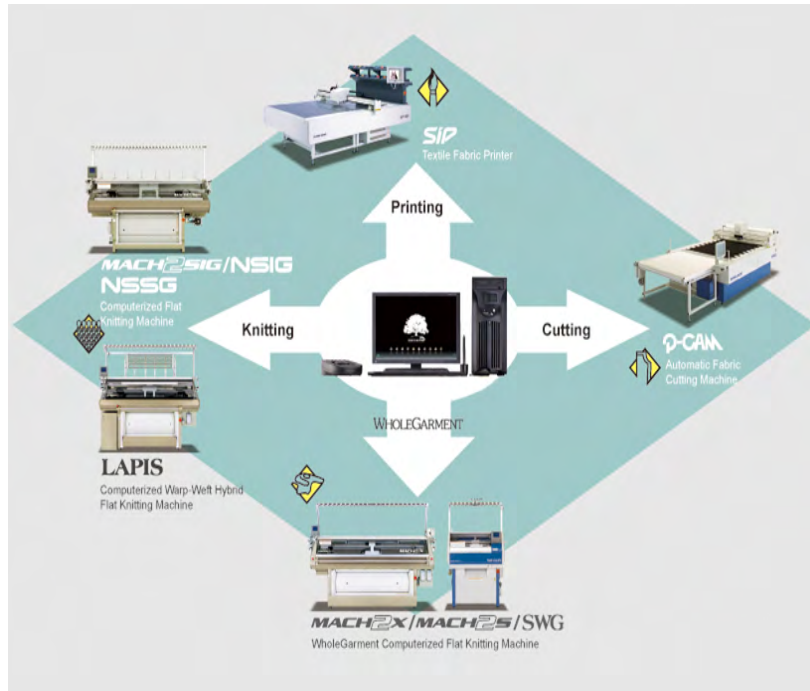 SIP
Textile Fabric Printer
Printing
MACH2SIG/NSIG
NSSG
Computerized Flat
Knitting Machine
Knitting
Cutting
P-CAM
Automatic Fabric
Cutting Machine
WHOLEGARMENT
LAPIS
Computerized Warp-Weft Hybrid
Flat Knitting Machine
MACH2X/MACH2S/SWG
WholeGarment Computerized Flat Knitting Machine